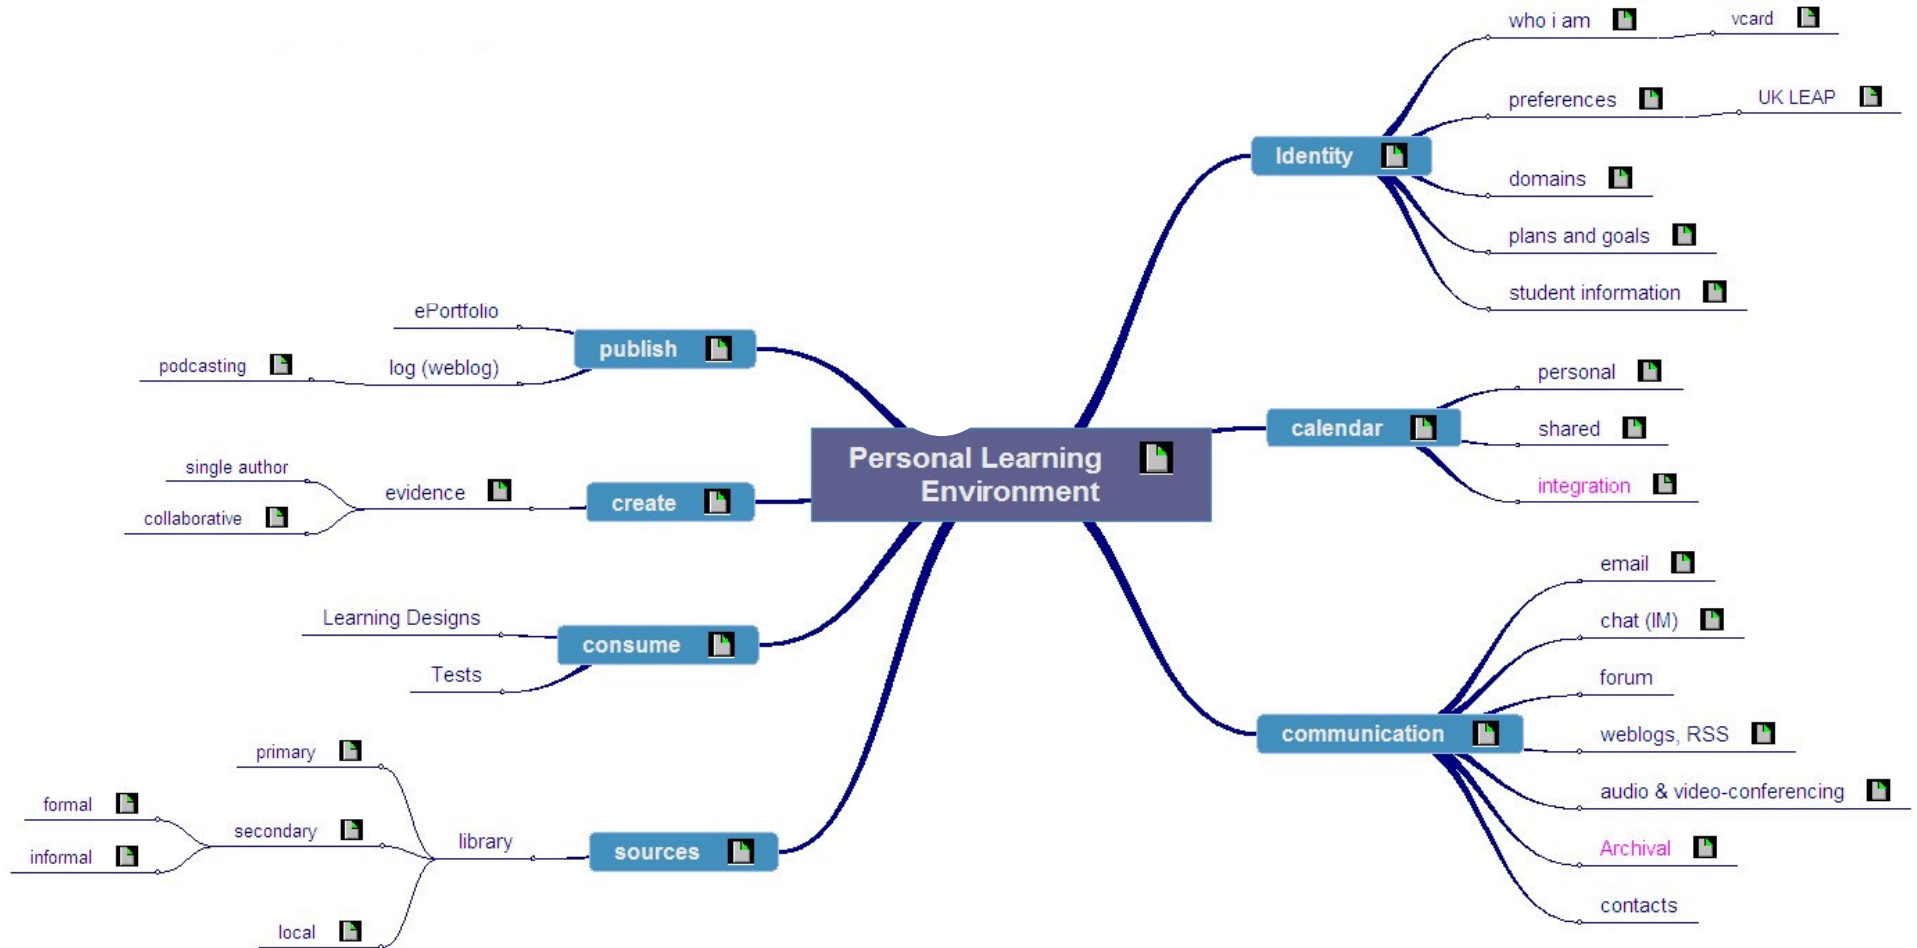 who i am
vcard
preferences
UK LEAP
Identity
domains
plans and goals
student information
ePortfolio
publish
podcasting
log (weblog)
personal
calendar
shared
integration
Personal Learning
Environment
single author
evidence
create
collaborative
email
chat (IM)
forum
communication
weblogs, RSS
audio & video-conferencing
Archival
contacts
Learning Designs
consume
Tests
primary
formal
secondary
informal
library
sources
local